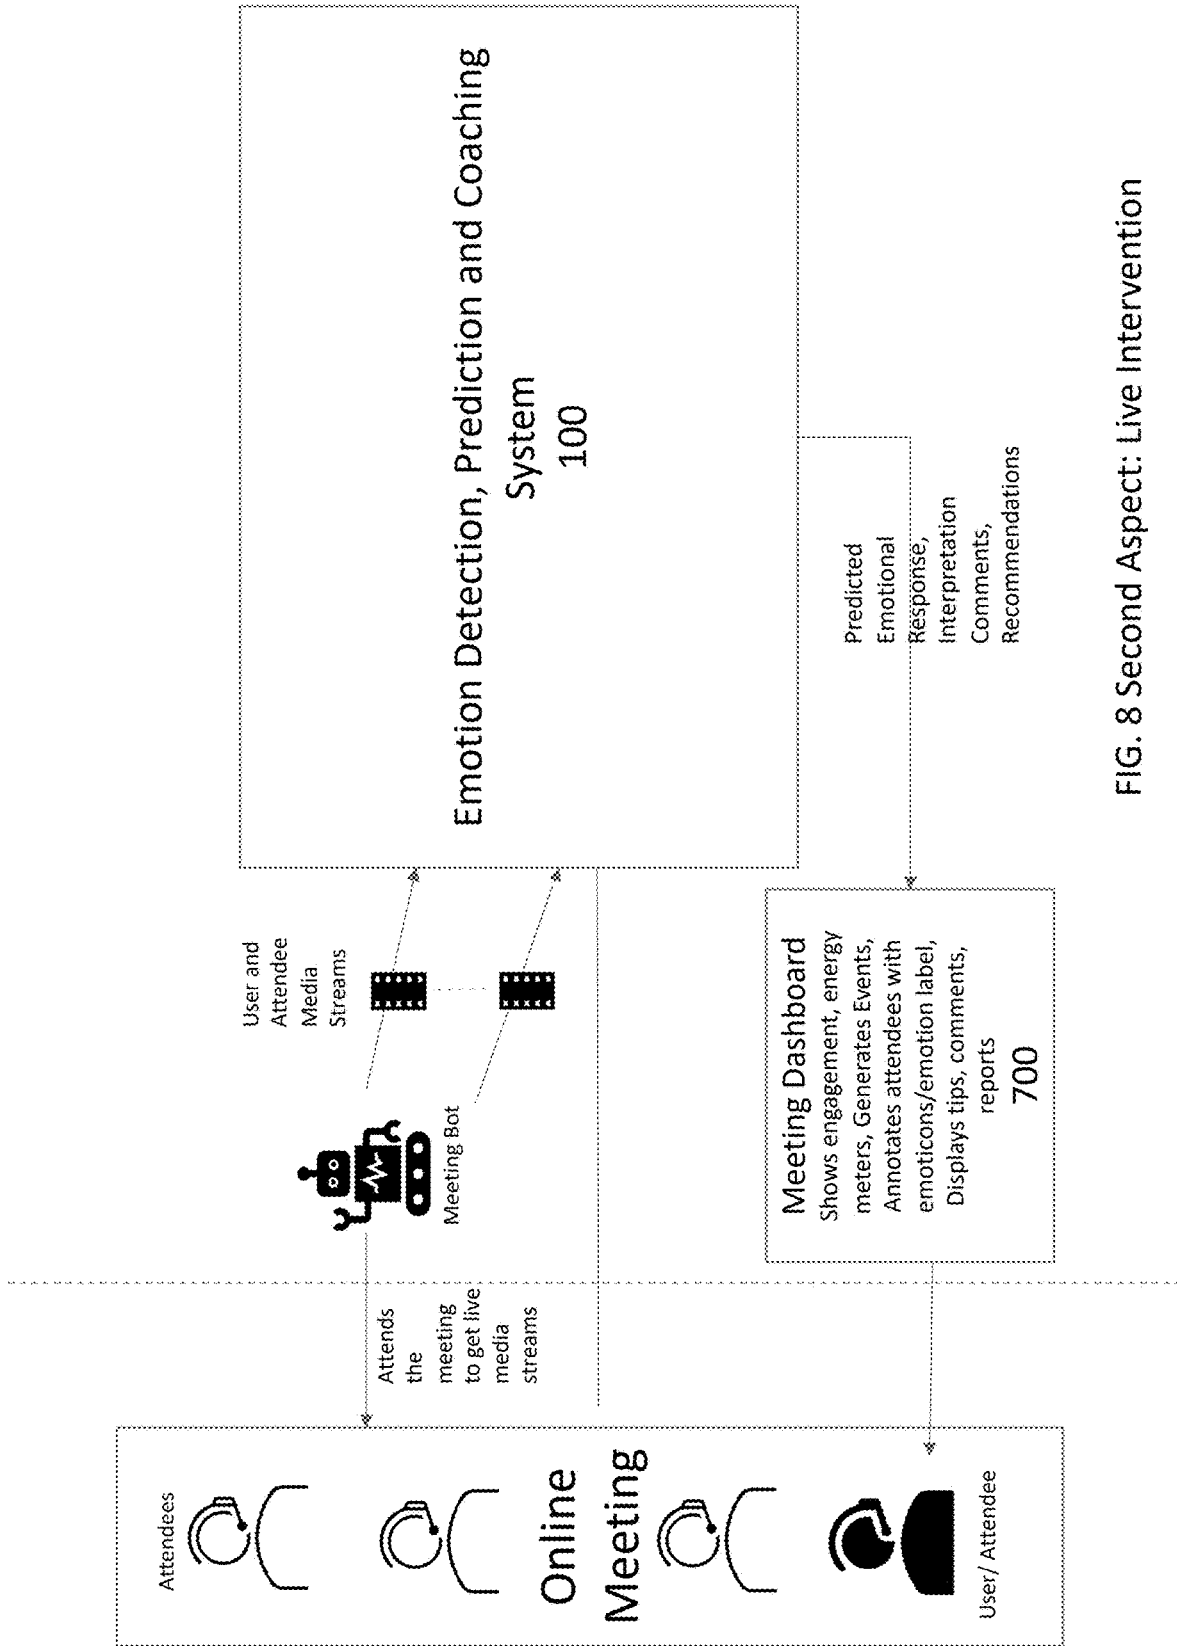 Attendees
Online
Meeting
User/ Attendee
Attends
the
meeting
to get live
media
streams
Meeting Bot
User and
Attendee
Media
Streams
Emotion Detection, Prediction and Coaching
System
100
Predicted
Emotional
Response,
Interpretation
Comments,
Recommendations
Meeting Dashboard
Shows engagement, energy
meters, Generates Events,
Annotates attendees with
emoticons/emotion label,
Displays tips, comments,
reports
700
FIG. 8 Second Aspect: Live Intervention